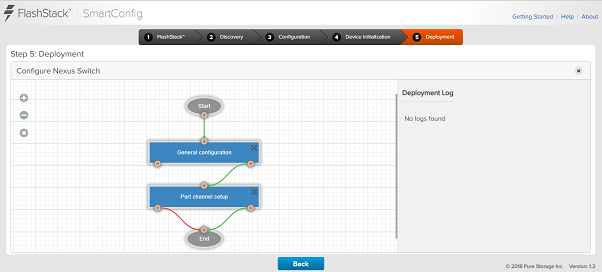 FlashStack™ SmartConfig
Getting Started | Help | About
1 FlashStack™ 2 Discovery 3 Configuration 4 Device Initialization 5 Deployment
Step 5: Deployment
Configure Nexus Switch
Deployment Log
No logs found
Start
General configuration
Port channel setup
End
Back
© 2018 Pure Storage Inc Version: 1.2